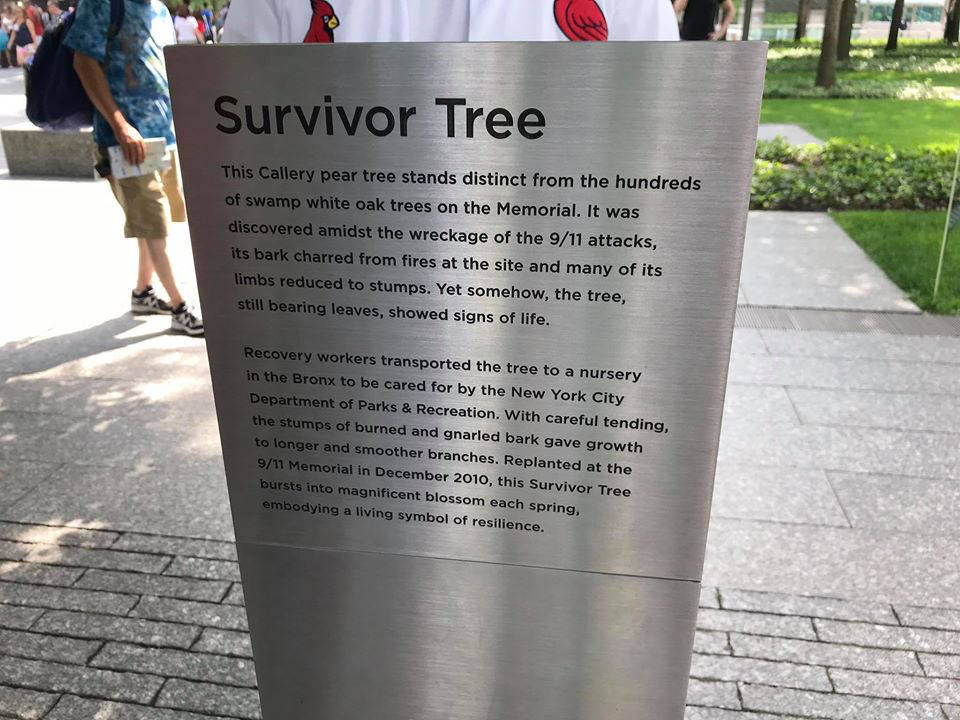 Survivor Tree
This Callery pear tree stands distinct from the hundreds
of swamp white oak trees on the Memorial. It was
discovered amidst the wreckage of the 9/11 attacks,
its bark charred from fires at the site and many of its
limbs reduced to stumps. Yet somehow, the tree,
still bearing leaves, showed signs of life.
Recovery workers transported the tree to a nursery
in the Bronx to be cared for by the New York City
Department of Parks & Recreation. With careful tending,
the stumps of burned and gnarled bark gave growth
to longer and smoother branches. Replanted at the
9/11 Memorial in December 2010, this Survivor Tree
bursts into magnificent blossom each spring,
embodying a living symbol of resilience.